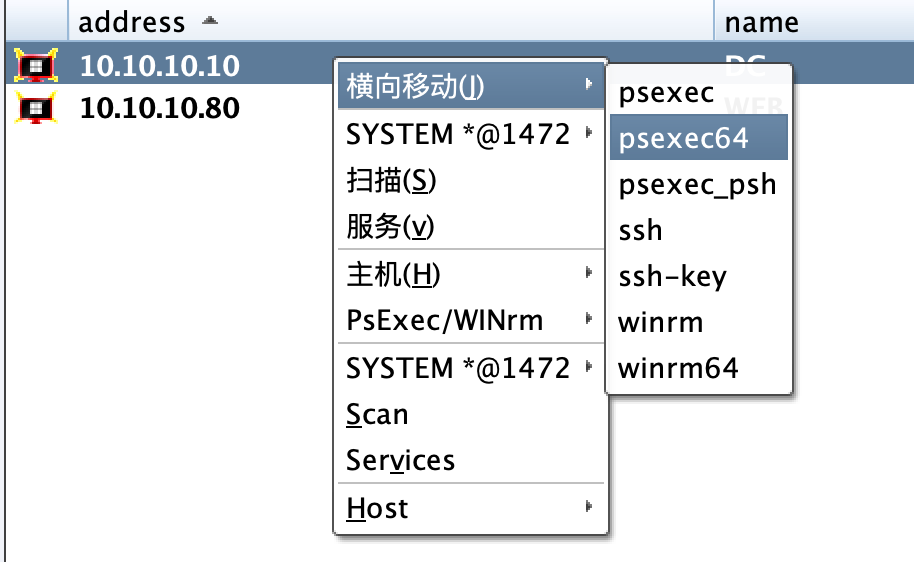 address name
10.10.10.10 DC
10.10.10.80 WEB
横向移动(J)
SYSTEM *@1472
扫描(S)
服务(v)
主机(H)
PsExec/WINrm
SYSTEM *@1472
Scan
Services
Host
psexec
psexec64
psexec_psh
ssh
ssh-key
winrm
winrm64